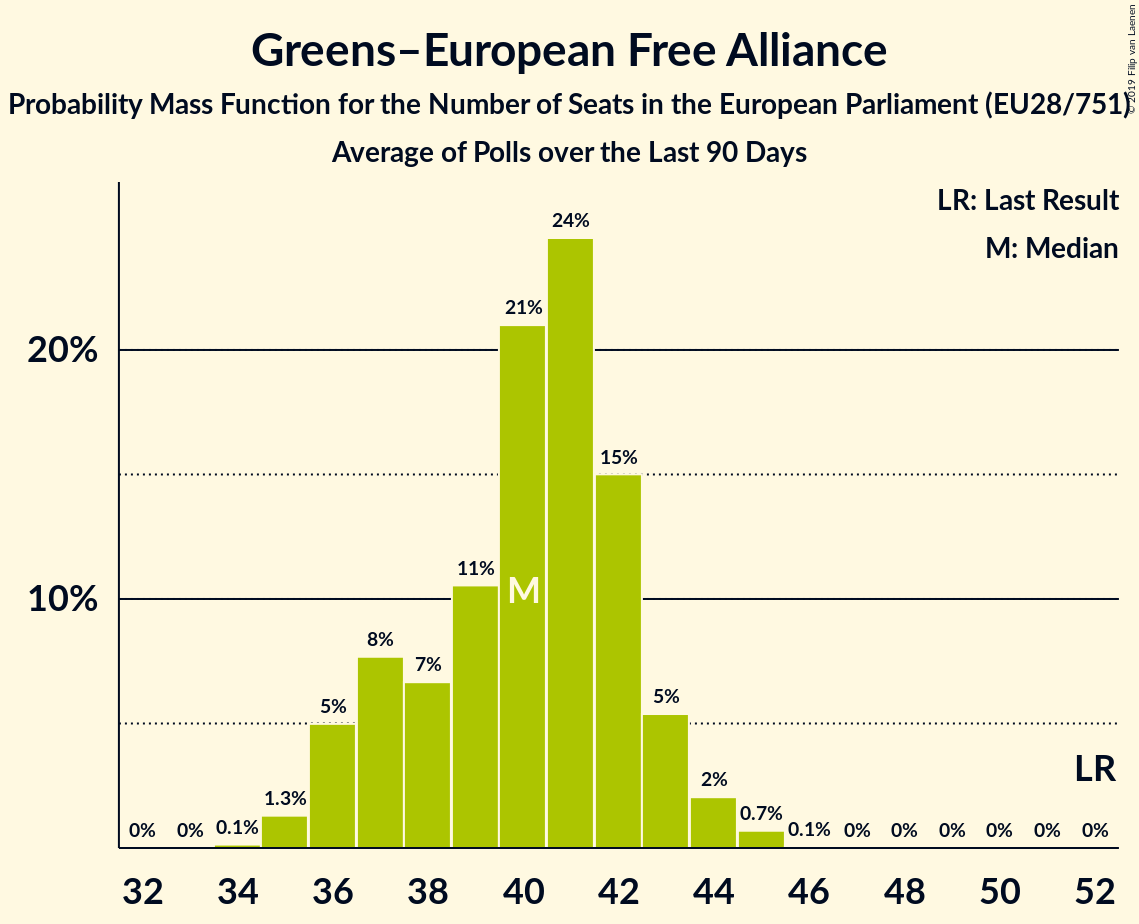 Greens–European Free Alliance
Probability Mass Function for the Number of Seats in the European Parliament (EU28/751)
Average of Polls over the Last 90 Days
© 2019 Filip van Laenen
LR: Last Result
M: Median
24%
21%
20%
15%
11%
10%
M
8%
7%
5%
5%
LR
2%
1.3%
0.7%
0% 0% 0.1% 0.1% 0% 0% 0% 0% 0% 0%
32 34 36 38 40 42 44 46 48 50 52